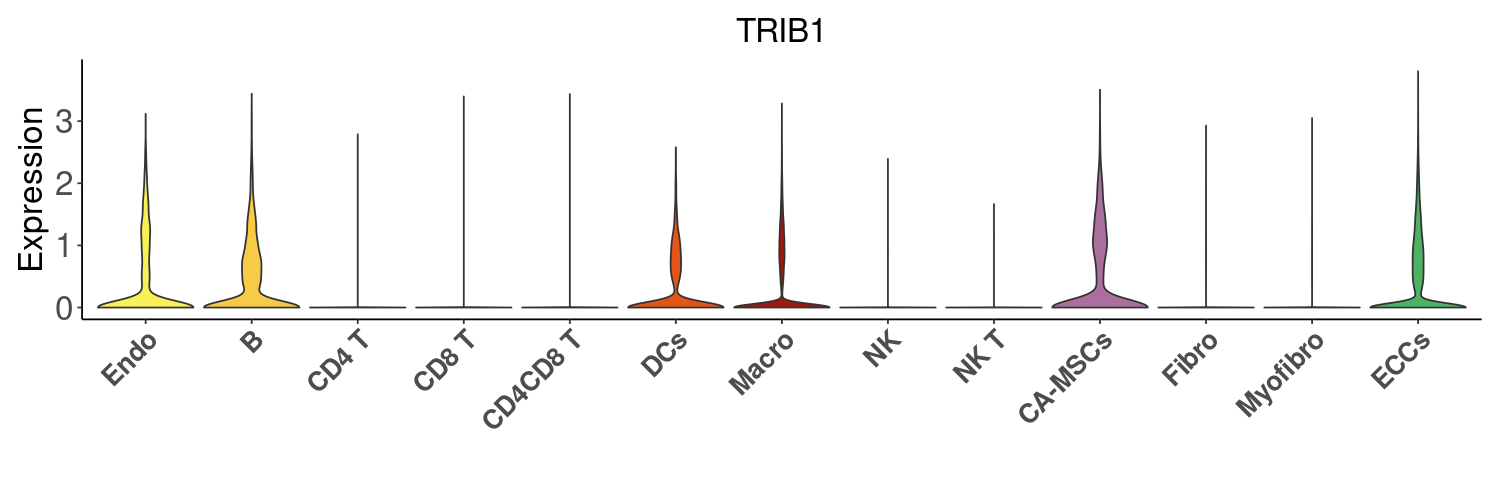 TRIB1
Expression
3
2
1
0
Endo
B
CD4 T
CD8 T
CD4CD8 T
DCs
Macro
NK
NK T
CA-MSCs
Fibro
Myofibro
ECCs